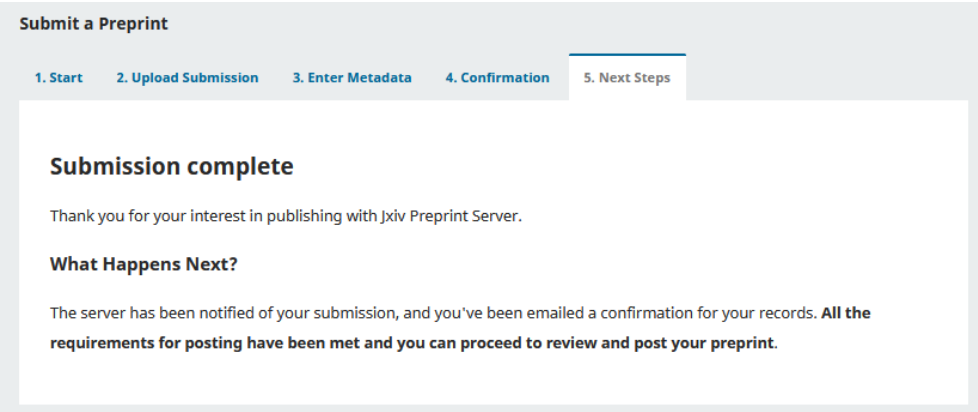 Submit a Preprint
1. Start 2. Upload Submission 3. Enter Metadata 4. Confirmation 5. Next Steps
Submission complete
Thank you for your interest in publishing with Jxiv Preprint Server.
What Happens Next?
The server has been notified of your submission, and you've been emailed a confirmation for your records. All the
requirements for posting have been met and you can proceed to review and post your preprint.